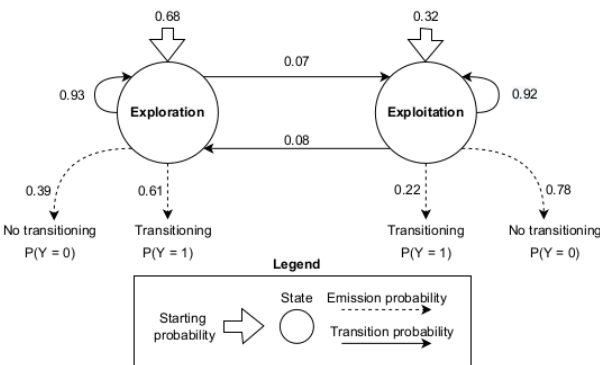 0.68
0.32
0.07
0.93
Exploration
Exploitation
0.92
0.08
0.39
0.61
0.22
0.78
No transitioning
P(Y = 0)
Transitioning
P(Y = 1)
Transitioning
P(Y = 1)
No transitioning
P(Y = 0)
Legend
Starting
probability
State
Emission probability
Transition probability